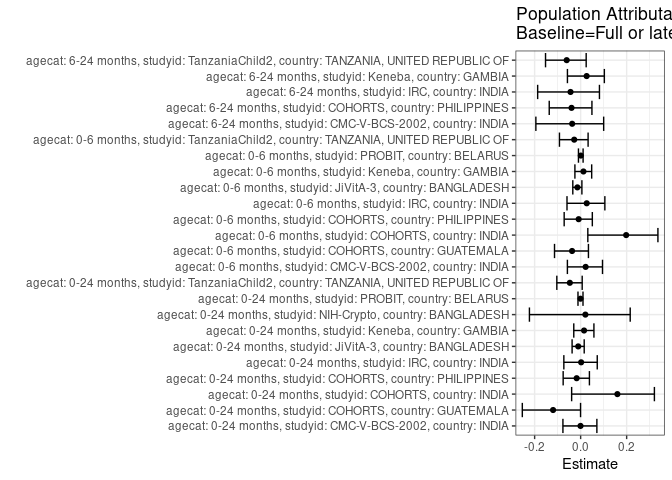 Population Attributa
Baseline=Full or late
agecat: 6-24 months, studyid: TanzaniaChild2, country: TANZANIA, UNITED REPUBLIC OF
agecat: 6-24 months, studyid: Keneba, country: GAMBIA
agecat: 6-24 months, studyid: IRC, country: INDIA
agecat: 6-24 months, studyid: COHORTS, country: PHILIPPINES
agecat: 6-24 months, studyid: CMC-V-BCS-2002, country: INDIA
agecat: 0-6 months, studyid: TanzaniaChild2, country: TANZANIA, UNITED REPUBLIC OF
agecat: 0-6 months, studyid: PROBIT, country: BELARUS
agecat: 0-6 months, studyid: Keneba, country: GAMBIA
agecat: 0-6 months, studyid: JiVitA-3, country: BANGLADESH
agecat: 0-6 months, studyid: IRC, country: INDIA
agecat: 0-6 months, studyid: COHORTS, country: PHILIPPINES
agecat: 0-6 months, studyid: COHORTS, country: INDIA
agecat: 0-6 months, studyid: COHORTS, country: GUATEMALA
agecat: 0-6 months, studyid: CMC-V-BCS-2002, country: INDIA
agecat: 0-24 months, studyid: TanzaniaChild2, country: TANZANIA, UNITED REPUBLIC OF
agecat: 0-24 months, studyid: PROBIT, country: BELARUS
agecat: 0-24 months, studyid: NIH-Crypto, country: BANGLADESH
agecat: 0-24 months, studyid: Keneba, country: GAMBIA
agecat: 0-24 months, studyid: JiVitA-3, country: BANGLADESH
agecat: 0-24 months, studyid: IRC, country: INDIA
agecat: 0-24 months, studyid: COHORTS, country: PHILIPPINES
agecat: 0-24 months, studyid: COHORTS, country: INDIA
agecat: 0-24 months, studyid: COHORTS, country: GUATEMALA
agecat: 0-24 months, studyid: CMC-V-BCS-2002, country: INDIA
-0.2 0.0 0.2
Estimate